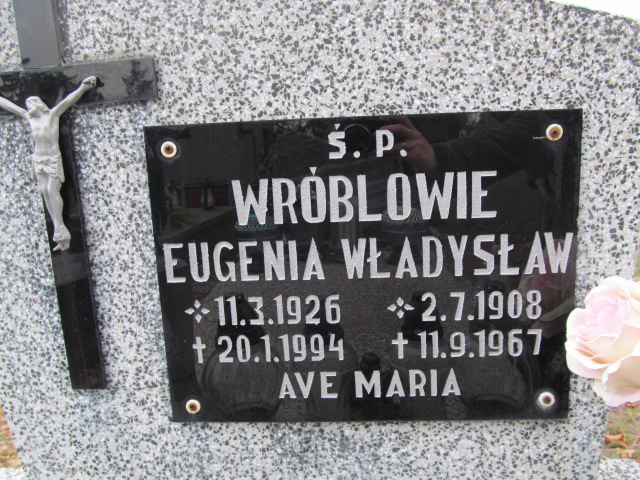 Ś. P.
WRÓBLOWIE
EUGENIA WŁADYSŁAW
11.3.1926 2.7.1908
✝ 20.1.1994 ✝ 11.9.1967
AVE MARIA